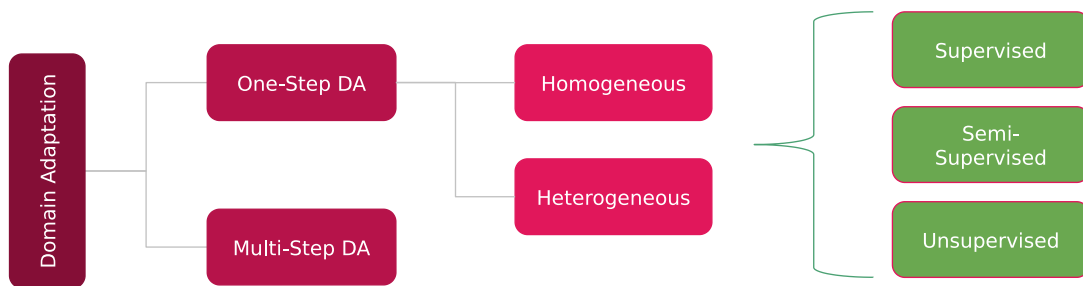 Domain Adaptation
One-Step DA
Multi-Step DA
Homogeneous
Heterogeneous
Supervised
Semi-
Supervised
Unsupervised